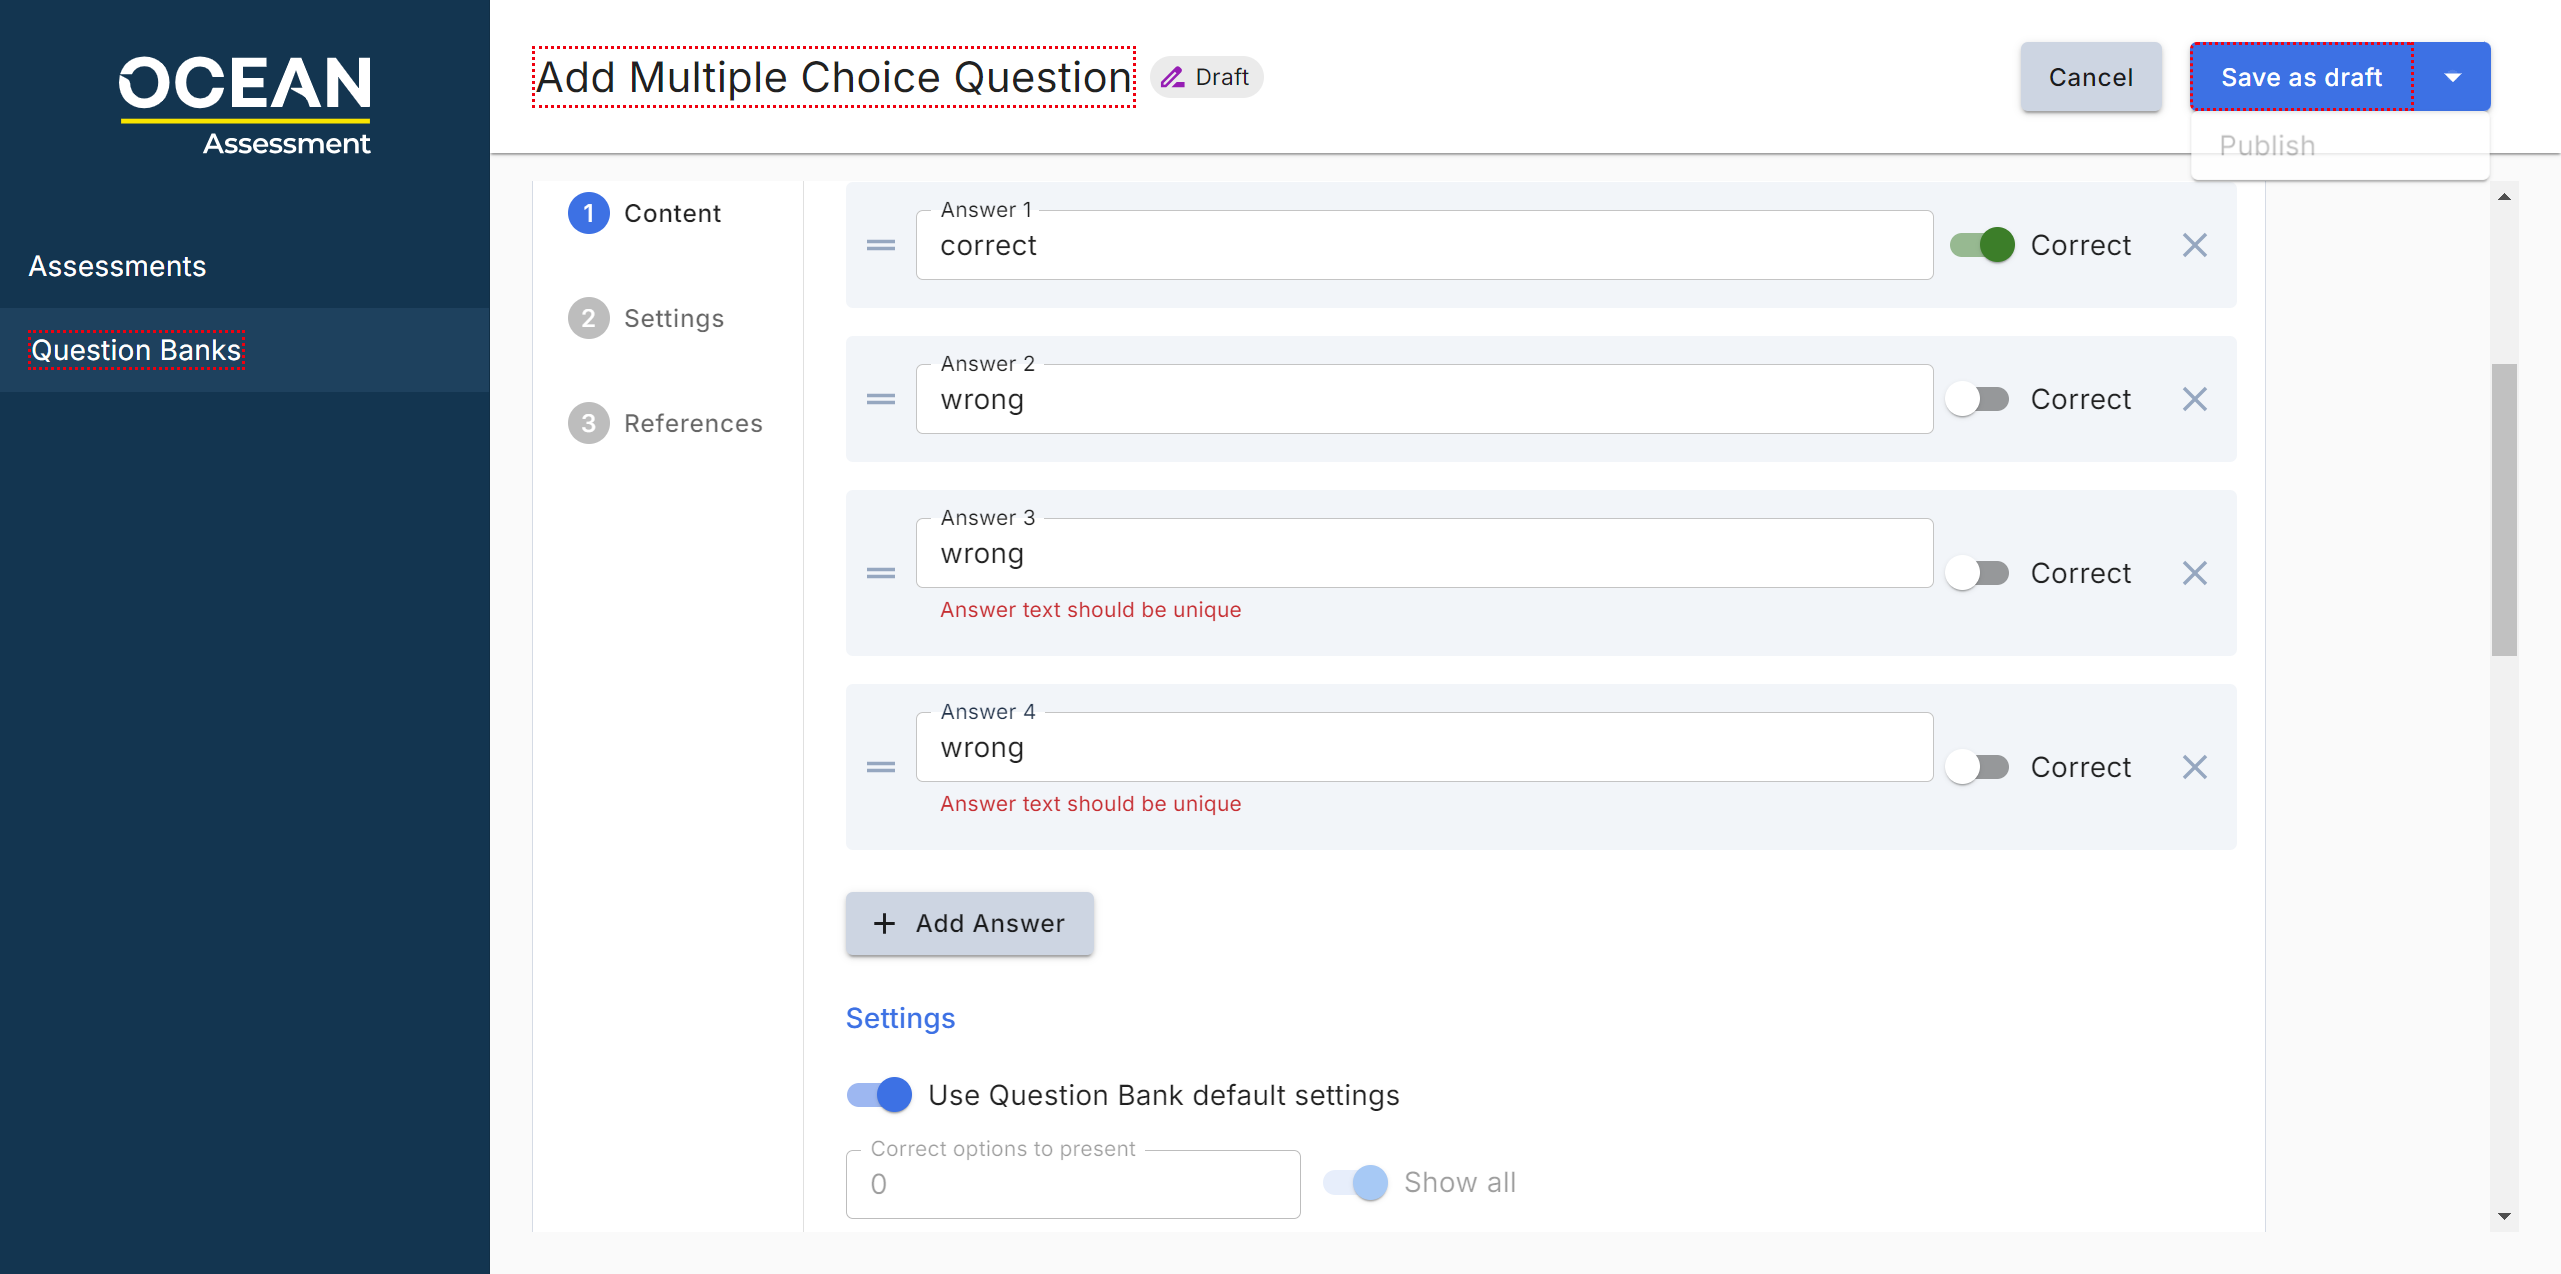 OCEAN
Assessment
Assessments
Question Banks
Add Multiple Choice Question
Draft
Cancel
Save as draft
Publish
1 Content
2 Settings
3 References
Answer 1
correct
Correct
Answer 2
wrong
Correct
Answer 3
wrong
Correct
Answer text should be unique
Answer 4
wrong
Correct
Answer text should be unique
+ Add Answer
Settings
Use Question Bank default settings
Correct options to present
0
Show all